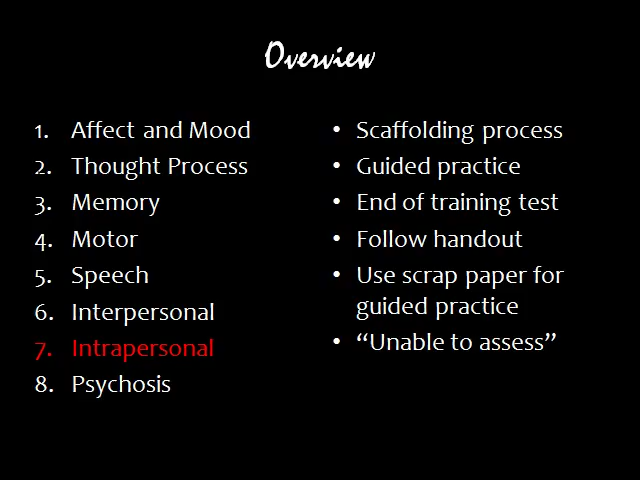 Overview
1. Affect and Mood
2. Thought Process
3. Memory
4. Motor
5. Speech
6. Interpersonal
7. Intrapersonal
8. Psychosis
• Scaffolding process
• Guided practice
• End of training test
• Follow handout
• Use scrap paper for
guided practice
• “Unable to assess”